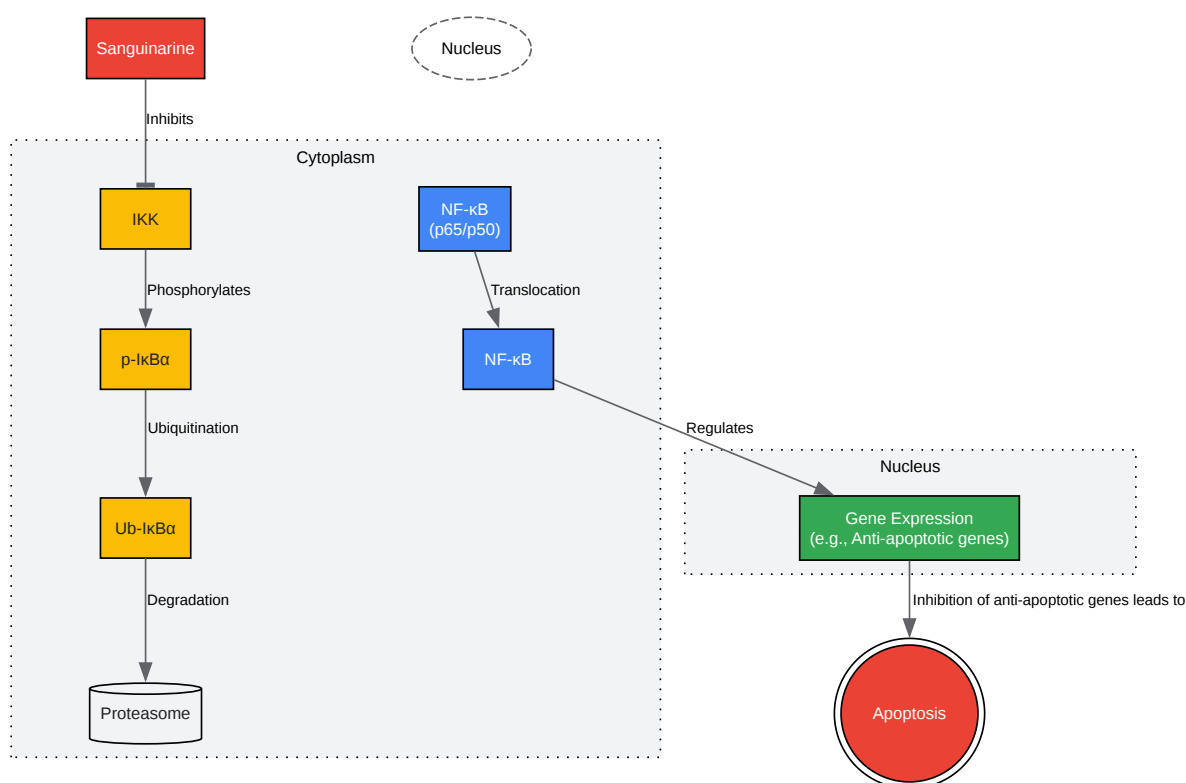 Sanguinarine
Nucleus
Inhibits
Cytoplasm
IKK
NF-κB
(p65/p50)
Phosphorylates
Translocation
p-IκBα
NF-κB
Ubiquitination
Regulates
Nucleus
Ub-IκBα
Gene Expression
(e.g., Anti-apoptotic genes)
Degradation
Inhibition of anti-apoptotic genes leads to
Proteasome
Apoptosis